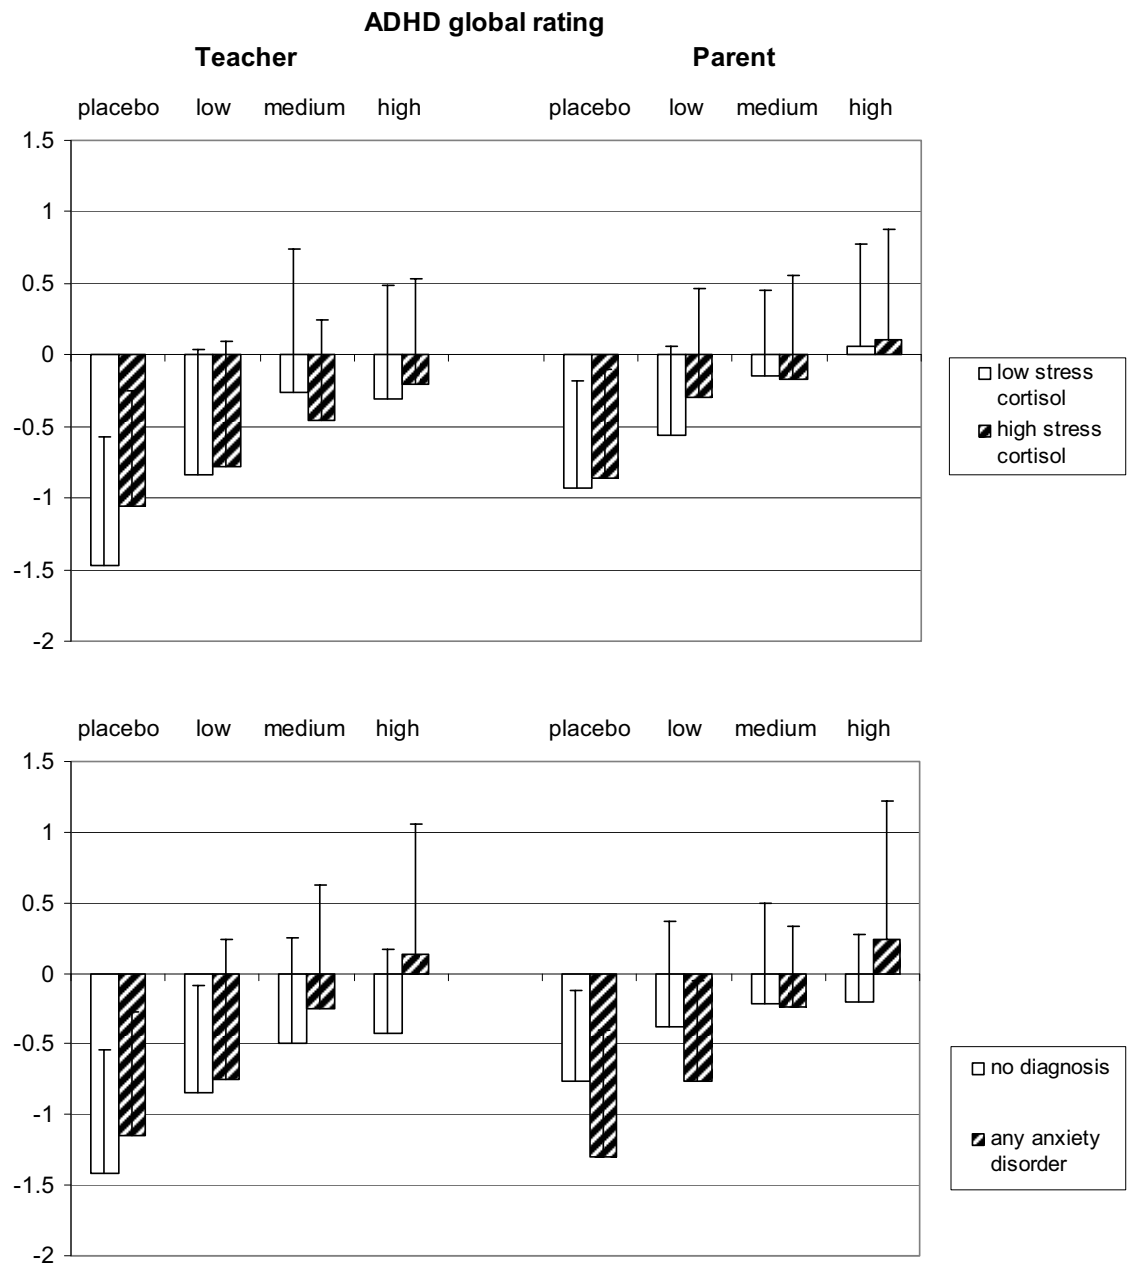 ADHD global rating
Teacher Parent
placebo low medium high placebo low medium high
1.5
1
0.5
0
-0.5
-1
-1.5
-2
low stress
cortisol
high stress
cortisol
placebo low medium high placebo low medium high
1.5
1
0.5
0
-0.5
-1
-1.5
-2
no diagnosis
any anxiety
disorder